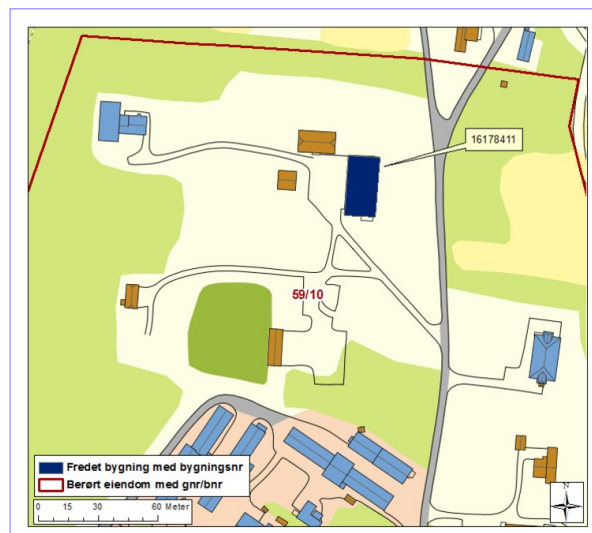 16178411
59/10
Fredet bygning med bygningsnr
Berørt eiendom med gnr/bnr
0 15 30 60 Meter
N